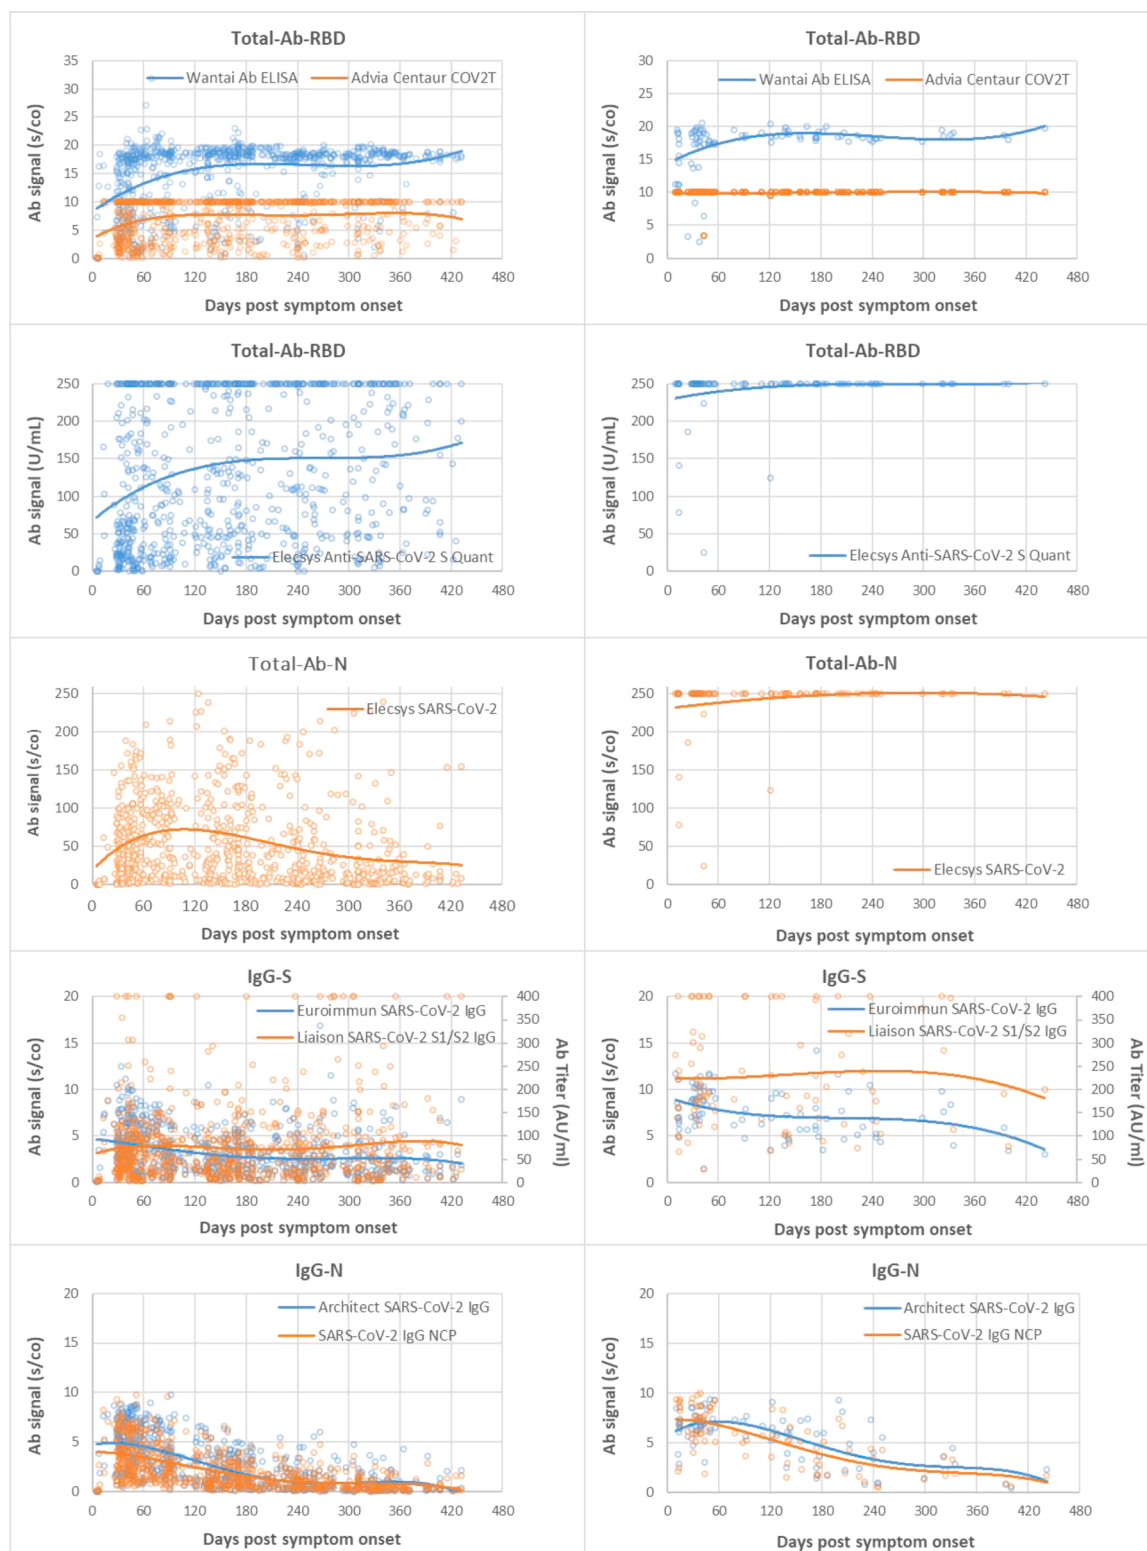 Total-Ab-RBD
Wantai Ab ELISA
Advia Centaur COV2T
Ab signal (s/co)
35
30
25
20
15
10
5
0
0 60 120 180 240 300 360 420 480
Days post symptom onset
Total-Ab-RBD
Wantai Ab ELISA
Advia Centaur COV2T
Ab signal (s/co)
30
25
20
15
10
5
0
0 60 120 180 240 300 360 420 480
Days post symptom onset
Total-Ab-RBD
Ab signal (U/mL)
250
200
150
100
50
0
Elecsys Anti-SARS-CoV-2 S Quant
0 60 120 180 240 300 360 420 480
Days post symptom onset
Total-Ab-RBD
Ab signal (U/mL)
250
200
150
100
50
0
Elecsys Anti-SARS-CoV-2 S Quant
0 60 120 180 240 300 360 420 480
Days post symptom onset
Total-Ab-N
Elecsys SARS-CoV-2
Ab signal (s/co)
250
200
150
100
50
0
0 60 120 180 240 300 360 420 480
Days post symptom onset
Total-Ab-N
Ab signal (s/co)
250
200
150
100
50
0
Elecsys SARS-CoV-2
0 60 120 180 240 300 360 420 480
Days post symptom onset
IgG-S
Euroimmun SARS-CoV-2 IgG
Liaison SARS-CoV-2 S1/S2 IgG
Ab signal (s/co)
20
15
10
5
0
400
350
300
250
200
150
100
50
0
Ab Titer (AU/ml)
0 60 120 180 240 300 360 420 480
Days post symptom onset
IgG-S
Euroimmun SARS-CoV-2 IgG
Liaison SARS-CoV-2 S1/S2 IgG
Ab signal (s/co)
20
15
10
5
0
400
350
300
250
200
150
100
50
0
Ab Titer (AU/ml)
0 60 120 180 240 300 360 420 480
Days post symptom onset
IgG-N
Architect SARS-CoV-2 IgG
SARS-CoV-2 IgG NCP
Ab signal (s/co)
20
15
10
5
0
0 60 120 180 240 300 360 420 480
Days post symptom onset
IgG-N
Architect SARS-CoV-2 IgG
SARS-CoV-2 IgG NCP
Ab signal (s/co)
20
15
10
5
0
0 60 120 180 240 300 360 420 480
Days post symptom onset